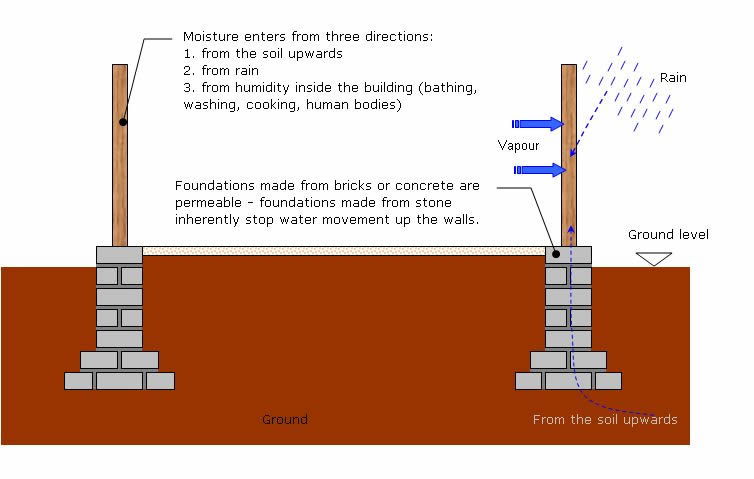 Moisture enters from three directions:
1. from the soil upwards
2. from rain
3. from humidity inside the building (bathing,
washing, cooking, human bodies)
Rain
Vapour
Foundations made from bricks or concrete are
permeable - foundations made from stone
inherently stop water movement up the walls.
Ground level
Ground
From the soil upwards